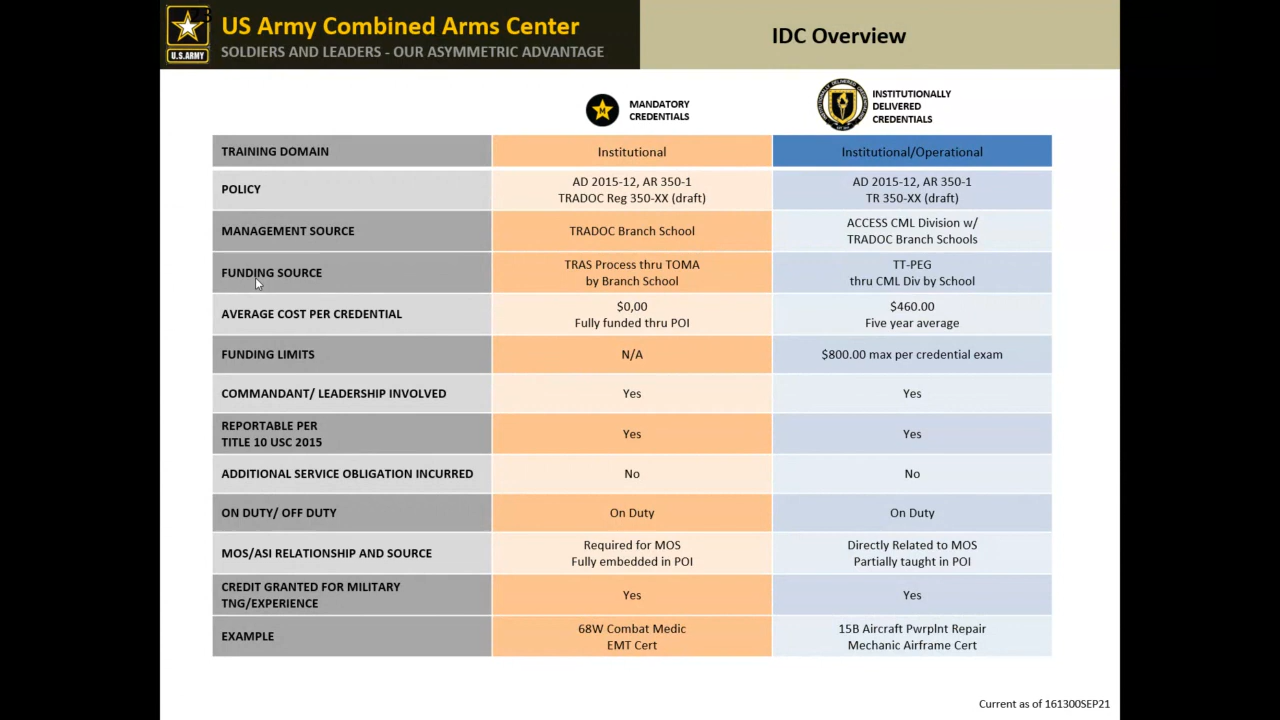 US Army Combined Arms Center
SOLDIERS AND LEADERS - OUR ASYMMETRIC ADVANTAGE
U.S.ARMY
IDC Overview
MANDATORY
CREDENTIALS
INSTITUTIONALLY
DELIVERED
CREDENTIALS
TRAINING DOMAIN
Institutional
Institutional/Operational
POLICY
AD 2015-12, AR 350-1
TRADOC Reg 350-XX (draft)
AD 2015-12, AR 350-1
TR 350-XX (draft)
MANAGEMENT SOURCE
TRADOC Branch School
ACCESS CML Division w/
TRADOC Branch Schools
FUNDING SOURCE
TRAS Process thru TOMA
by Branch School
TT-PEG
thru CML Div by School
AVERAGE COST PER CREDENTIAL
$0,00
Fully funded thru POI
$460.00
Five year average
FUNDING LIMITS
N/A
$800.00 max per credential exam
COMMANDANT/ LEADERSHIP INVOLVED
Yes
Yes
REPORTABLE PER
TITLE 10 USC 2015
Yes
Yes
ADDITIONAL SERVICE OBLIGATION INCURRED
No
No
ON DUTY/ OFF DUTY
On Duty
On Duty
MOS/ASI RELATIONSHIP AND SOURCE
Required for MOS
Fully embedded in POI
Directly Related to MOS
Partially taught in POI
CREDIT GRANTED FOR MILITARY
TNG/EXPERIENCE
Yes
Yes
EXAMPLE
68W Combat Medic
EMT Cert
15B Aircraft Pwrplnt Repair
Mechanic Airframe Cert
Current as of 161300SEP21